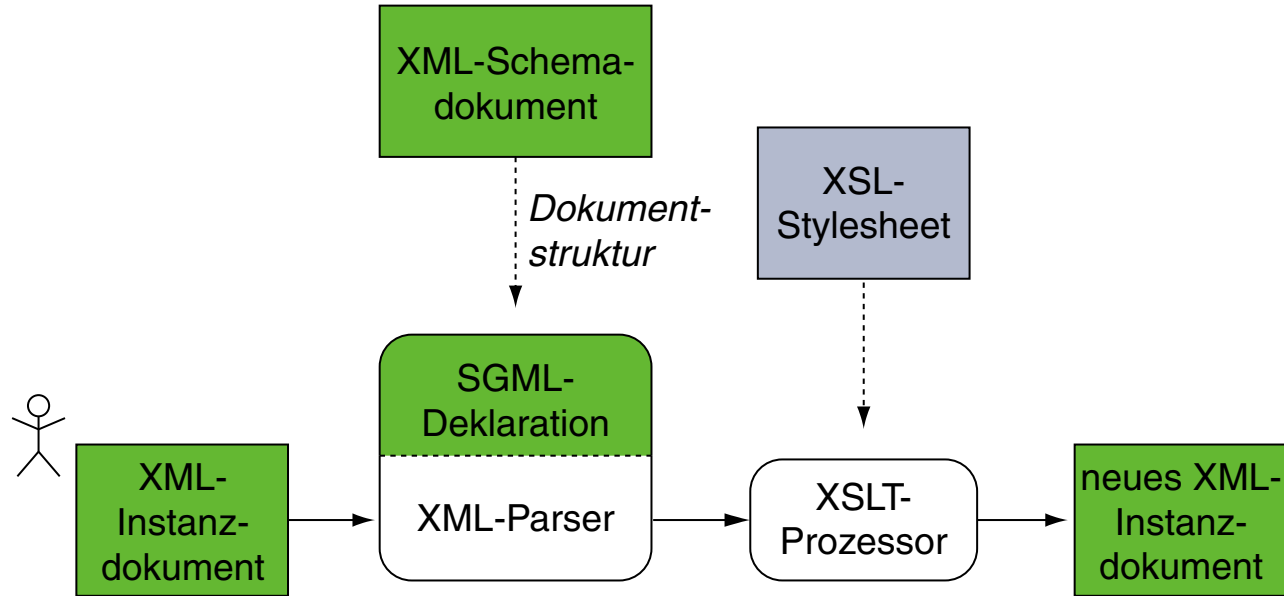 XML-Schema-
dokument
XSL-
Stylesheet
Dokument-
struktur
SGML-
Deklaration
XML-
Instanz-
dokument
XML-Parser
XSLT-
Prozessor
neues XML-
Instanz-
dokument